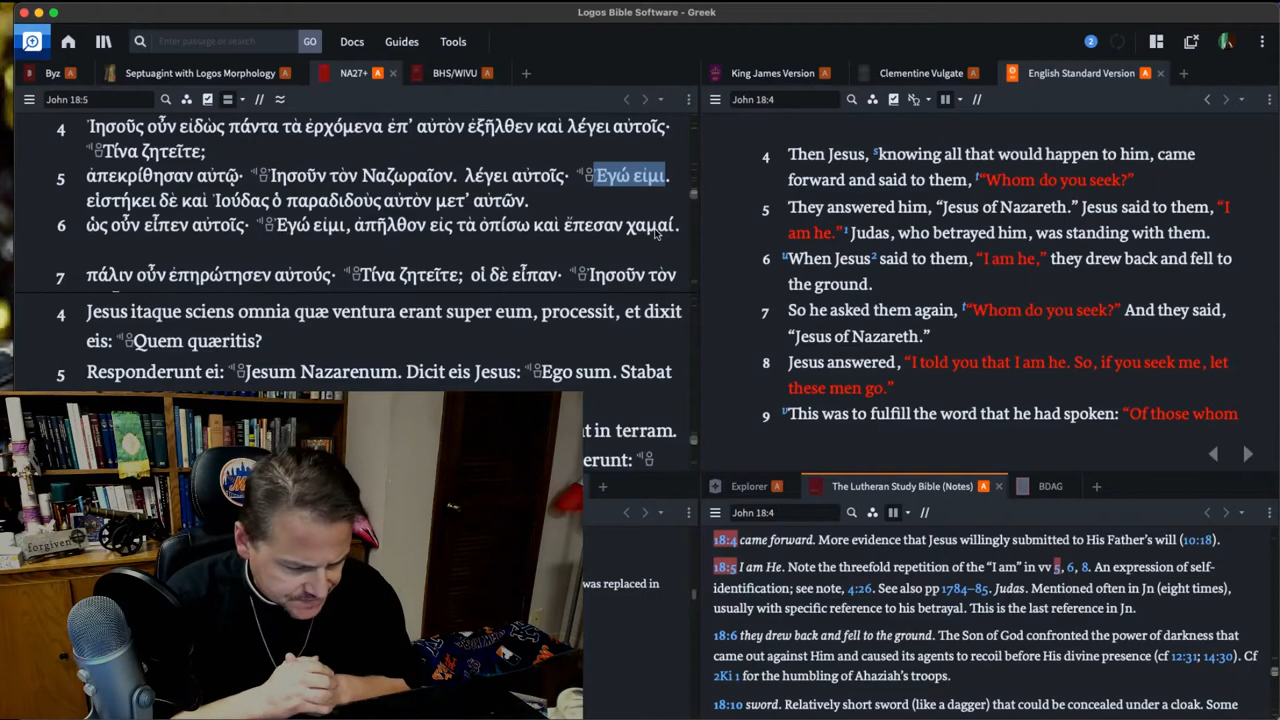 Logos Bible Software - Greek
Enter passage or search
GO
Docs
Guides
Tools
2
Byz A
Septuagint with Logos Morphology A
NA27+ A
BHS/WIVU A
King James Version A
Clementine Vulgate A
English Standard Version A
John 18:5
John 18:4
4 Ἰησοῦς οὖν εἰδὼς πάντα τὰ ἐρχόμενα ἐπ’ αὐτὸν ἐξῆλθεν καὶ λέγει αὐτοῖς·
Τίνα ζητεῖτε;
5 ἀπεκρίθησαν αὐτῷ· Ἰησοῦν τὸν Ναζωραῖον. λέγει αὐτοῖς· Ἐγώ εἰμι.
εἱστήκει δὲ καὶ Ἰούδας ὁ παραδιδοὺς αὐτὸν μετ’ αὐτῶν.
6 ὡς οὖν εἶπεν αὐτοῖς· Ἐγώ εἰμι, ἀπῆλθον εἰς τὰ ὀπίσω καὶ ἔπεσαν χαμαί.
7 πάλιν οὖν ἐπηρώτησεν αὐτούς· Τίνα ζητεῖτε; οἱ δὲ εἶπαν· Ἰησοῦν τὸν
4 Jesus itaque sciens omnia quæ ventura erant super eum, processit, et dixit
eis: Quem quæritis?
5 Responderunt ei: Jesum Nazarenum. Dicit eis Jesus: Ego sum. Stabat
t in terram.
erunt:
was replaced in
forgiven
4 Then Jesus, s knowing all that would happen to him, came
forward and said to them, t “Whom do you seek?”
5 They answered him, “Jesus of Nazareth.” Jesus said to them, “I
am he.” 1 Judas, who betrayed him, was standing with them.
6 u When Jesus 2 said to them, “I am he,” they drew back and fell to
the ground.
7 So he asked them again, t “Whom do you seek?” And they said,
“Jesus of Nazareth.”
8 Jesus answered, “I told you that I am he. So, if you seek me, let
these men go.”
9 v This was to fulfill the word that he had spoken: “Of those whom
Explorer A
The Lutheran Study Bible (Notes) A
BDAG
John 18:4
18:4 came forward. More evidence that Jesus willingly submitted to His Father’s will (10:18).
18:5 I am He. Note the threefold repetition of the “I am” in vv 5, 6, 8. An expression of self-
identification; see note, 4:26. See also pp 1784–85. Judas. Mentioned often in Jn (eight times),
usually with specific reference to his betrayal. This is the last reference in Jn.
18:6 they drew back and fell to the ground. The Son of God confronted the power of darkness that
came out against Him and caused its agents to recoil before His divine presence (cf 12:31; 14:30). Cf
2Ki 1 for the humbling of Ahaziah’s troops.
18:10 sword. Relatively short sword (like a dagger) that could be concealed under a cloak. Some